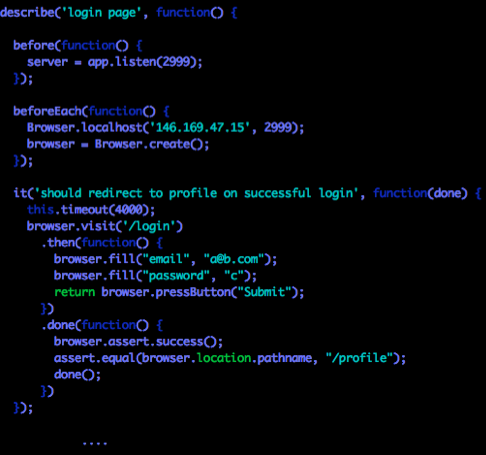 describe('login page', function() {
before(function() {
server = app.listen(2999);
});
beforeEach(function() {
Browser.localhost('146.169.47.15', 2999);
browser = Browser.create();
});
it('should redirect to profile on successful login', function(done) {
this.timeout(4000);
browser.visit('/login')
.then(function() {
browser.fill("email", "a@b.com");
browser.fill("password", "c");
return browser.pressButton("Submit");
})
.done(function() {
browser.assert.success();
assert.equal(browser.location.pathname, "/profile");
done();
})
});
....